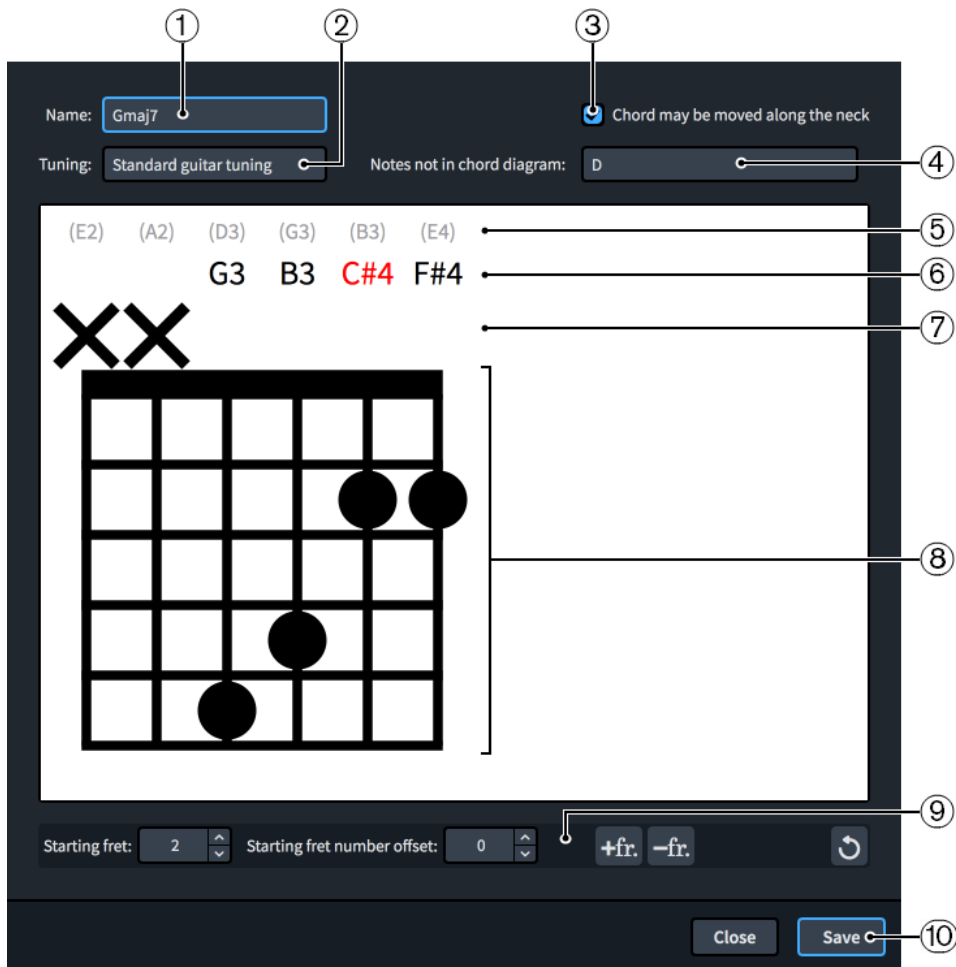 ① ② ③
Name: Gmaj7 Chord may be moved along the neck
Tuning: Standard guitar tuning Notes not in chord diagram: D ④
(E2) (A2) (D3) (G3) (B3) (E4) ⑤
G3 B3 C#4 F#4 ⑥
⑦
⑧
⑨
Starting fret: 2 Starting fret number offset: 0 +fr. −fr.
Close Save ⑩